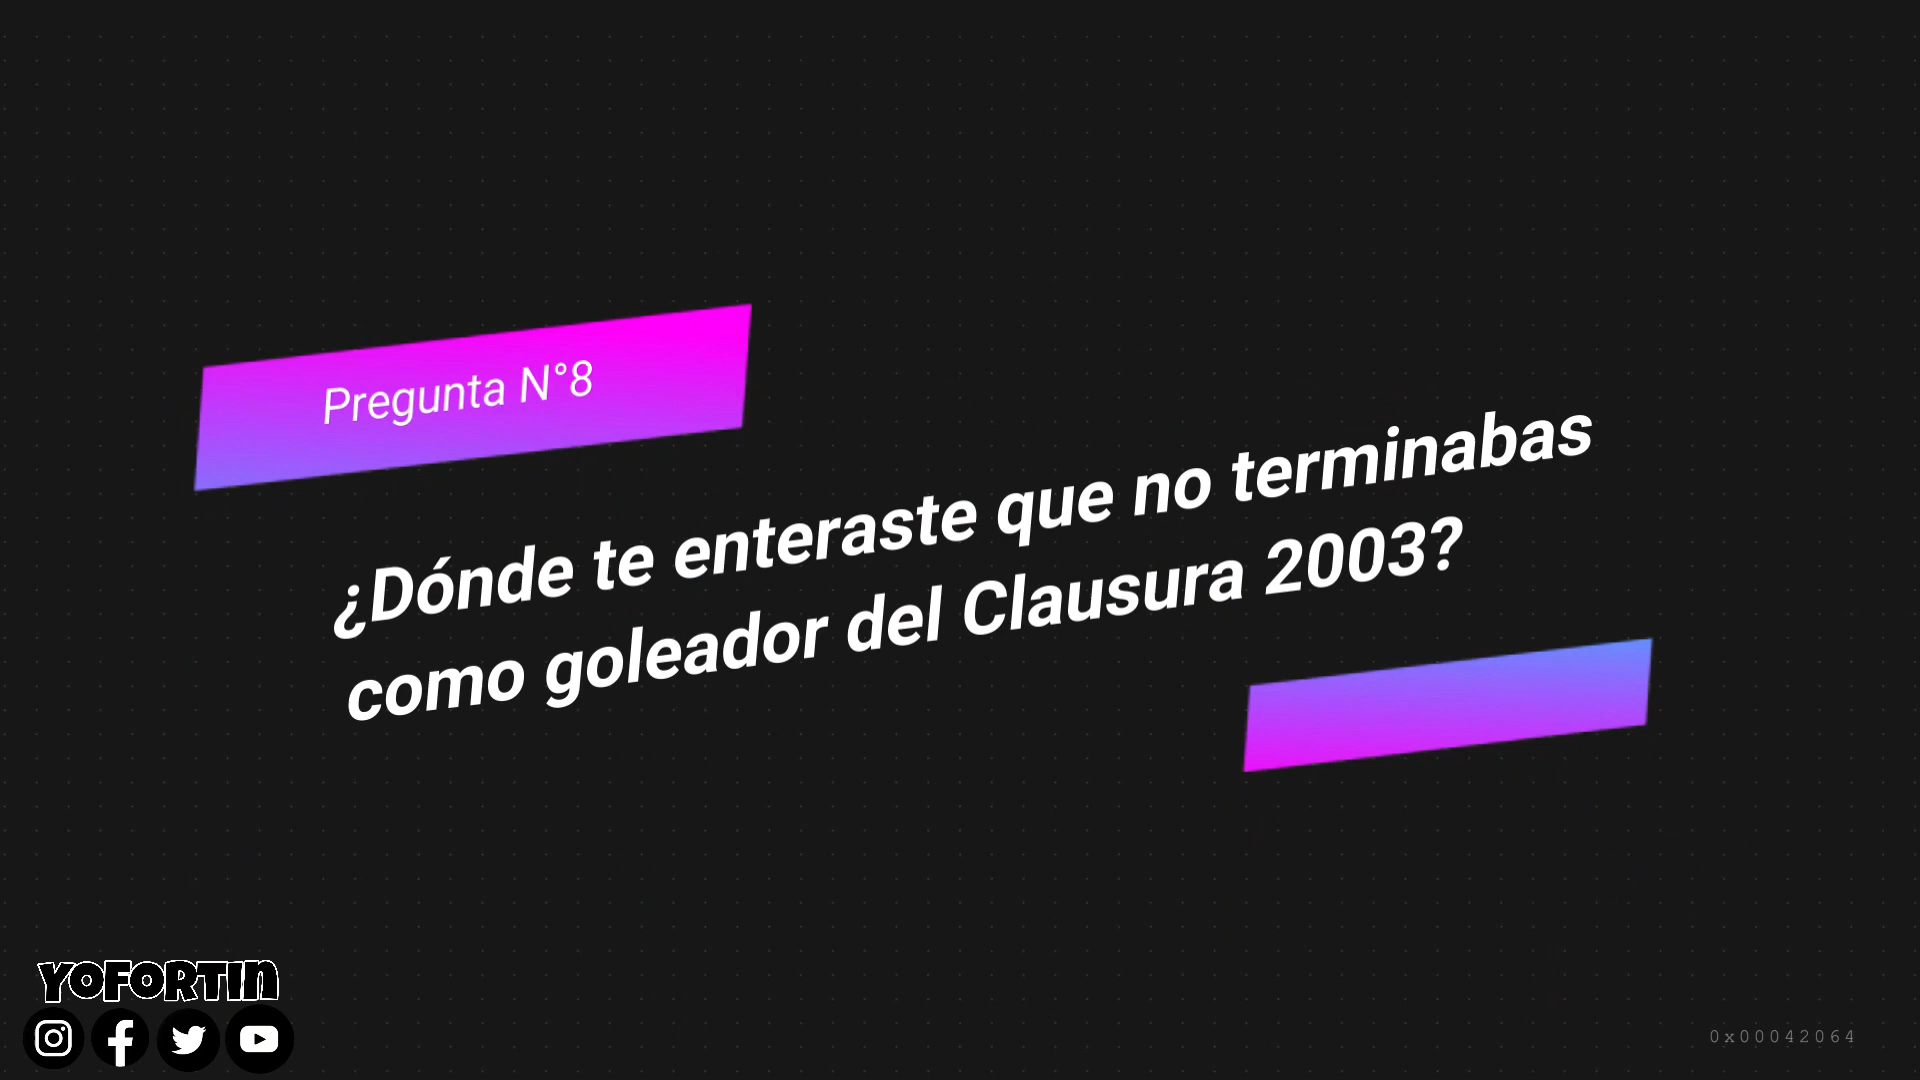 Pregunta N°8
¿Dónde te enteraste que no terminabas
como goleador del Clausura 2003?
YOFORTIN
0x00042064